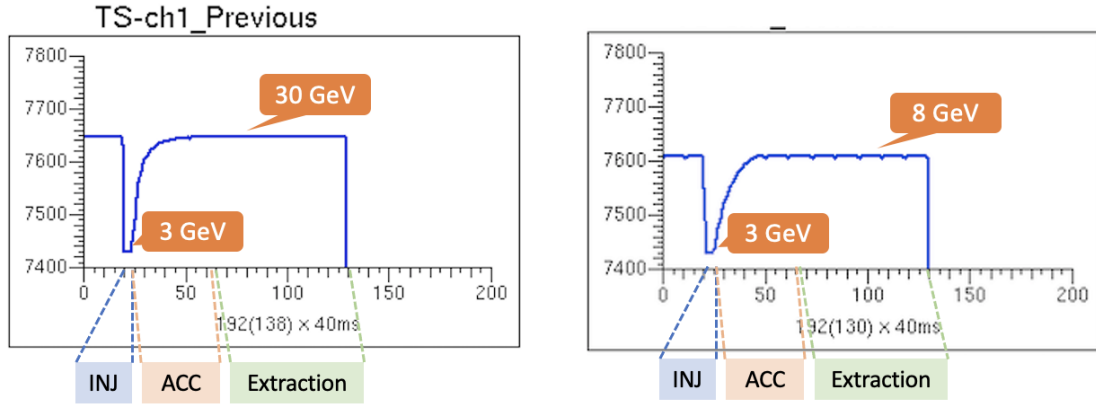 TS-ch1_Previous
_
7800
7700
7600
7500
7400
0
50
100
150
200
192(138) × 40ms
30 GeV
3 GeV
INJ
ACC
Extraction
7800
7700
7600
7500
7400
0
50
100
150
200
192(130) × 40ms
8 GeV
3 GeV
INJ
ACC
Extraction